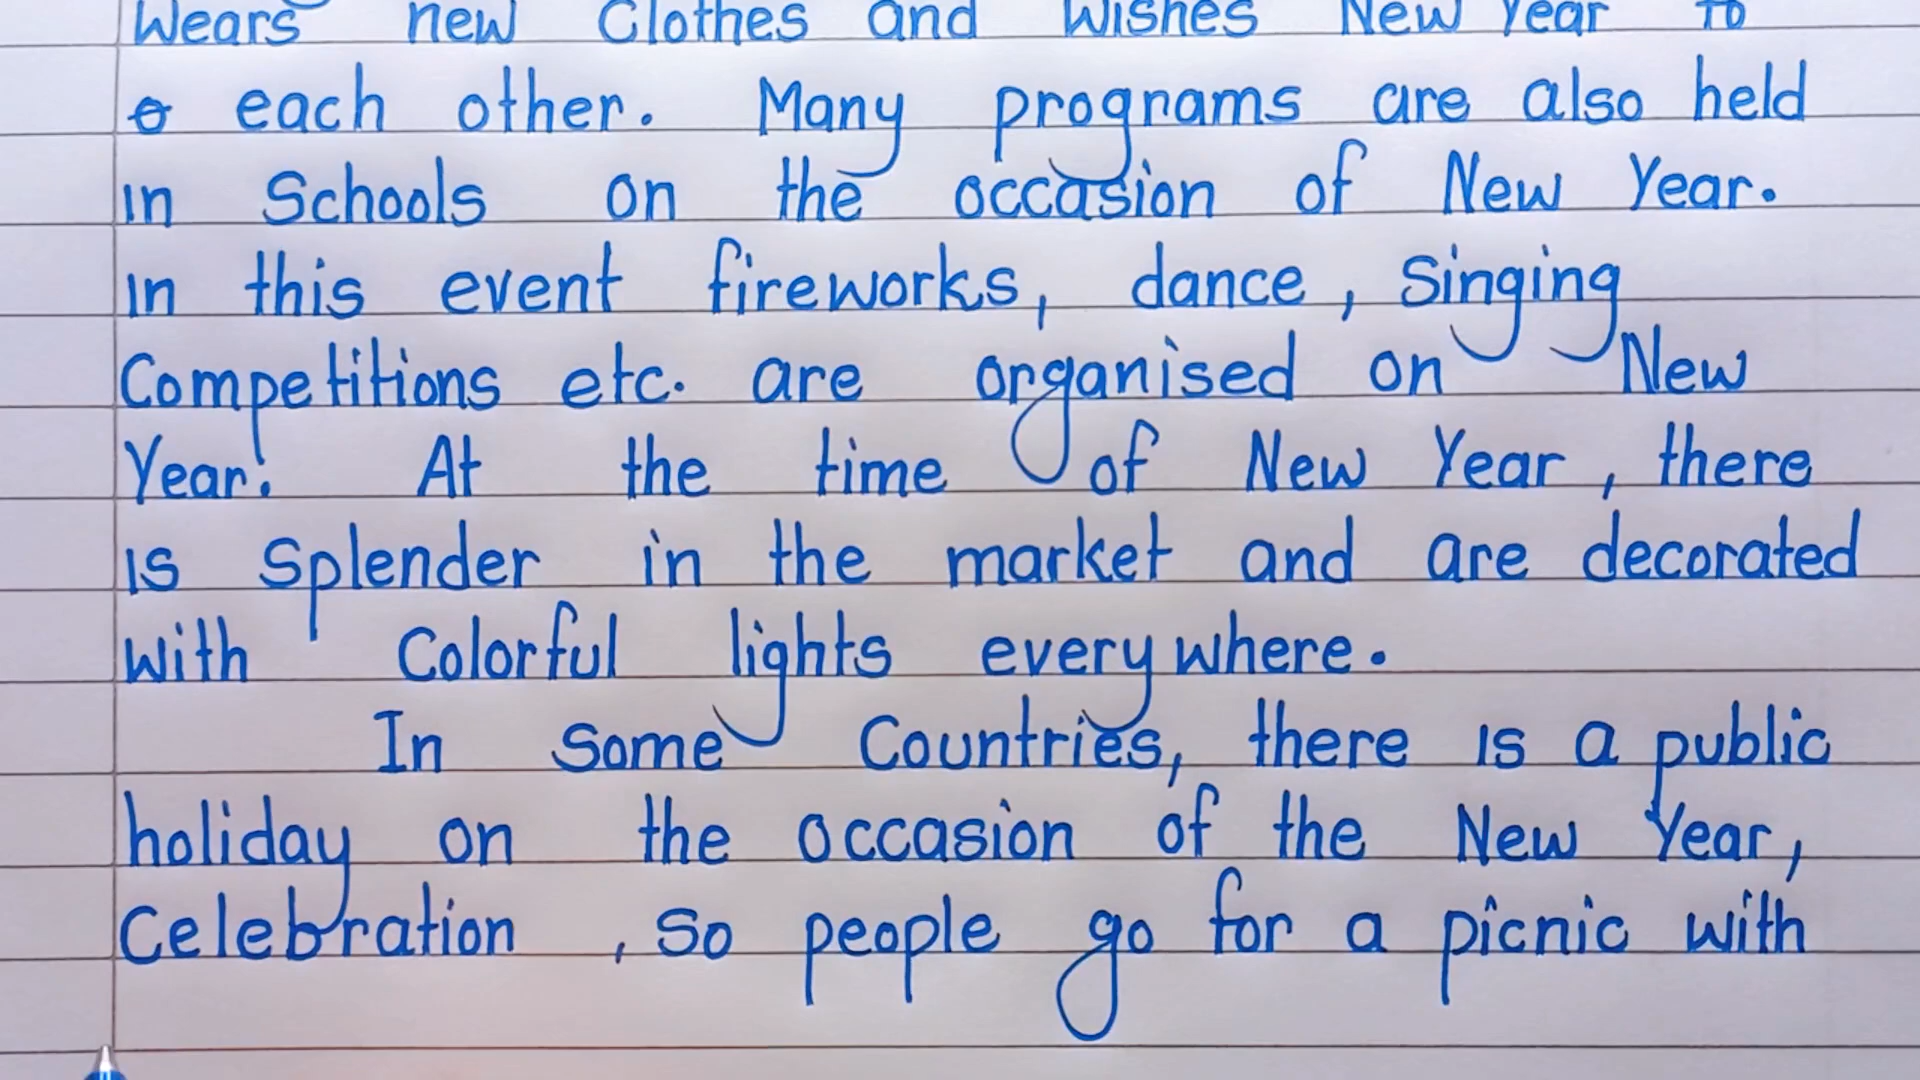 Wears new Clothes and Wishes New Year To
each other. Many programs are also held
in Schools on the occasion of New Year.
in this event fireworks, dance, Singing
Competitions etc. are organised on New
Year. At the time of New Year, there
is Splender in the market and are decorated
with Colorful lights everywhere.
In Some Countries, there is a public
holiday on the occasion of the New Year,
Celebration , So people go for a picnic with